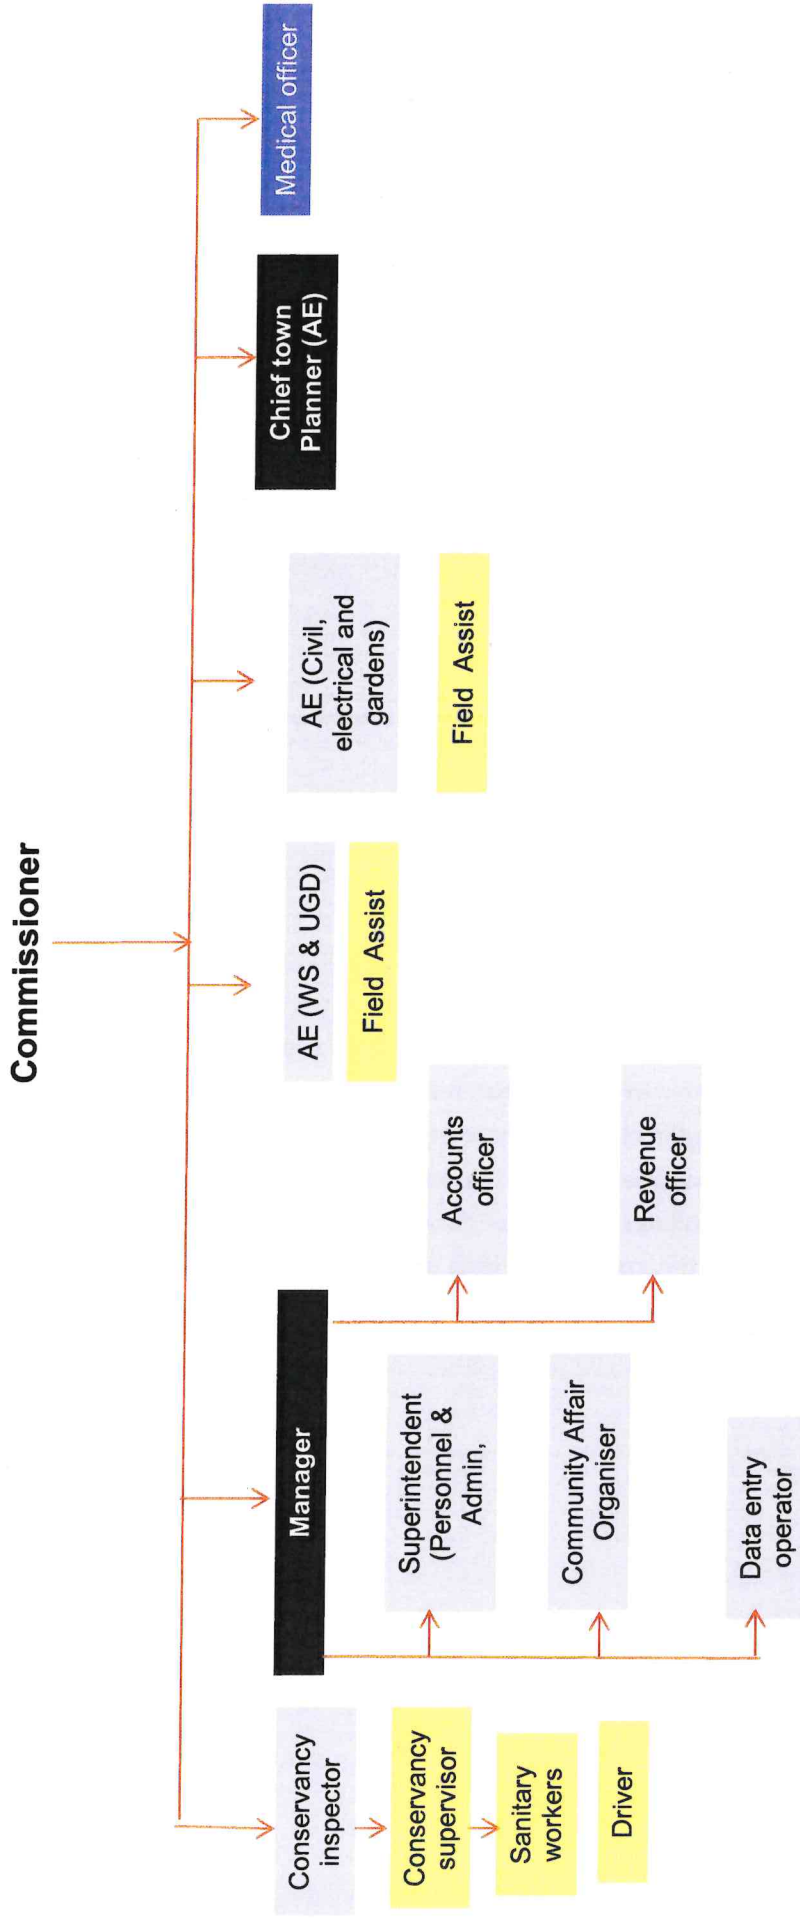 Commissioner
Conservancy
inspector
Conservancy
supervisor
Sanitary
workers
Driver
Manager
Superintendent
(Personnel &
Admin,
Community Affair
Organiser
Data entry
operator
Accounts
officer
Revenue
officer
AE (WS & UGD)
Field Assist
AE (Civil,
electrical and
gardens)
Field Assist
Chief town
Planner (AE)
Medical officer